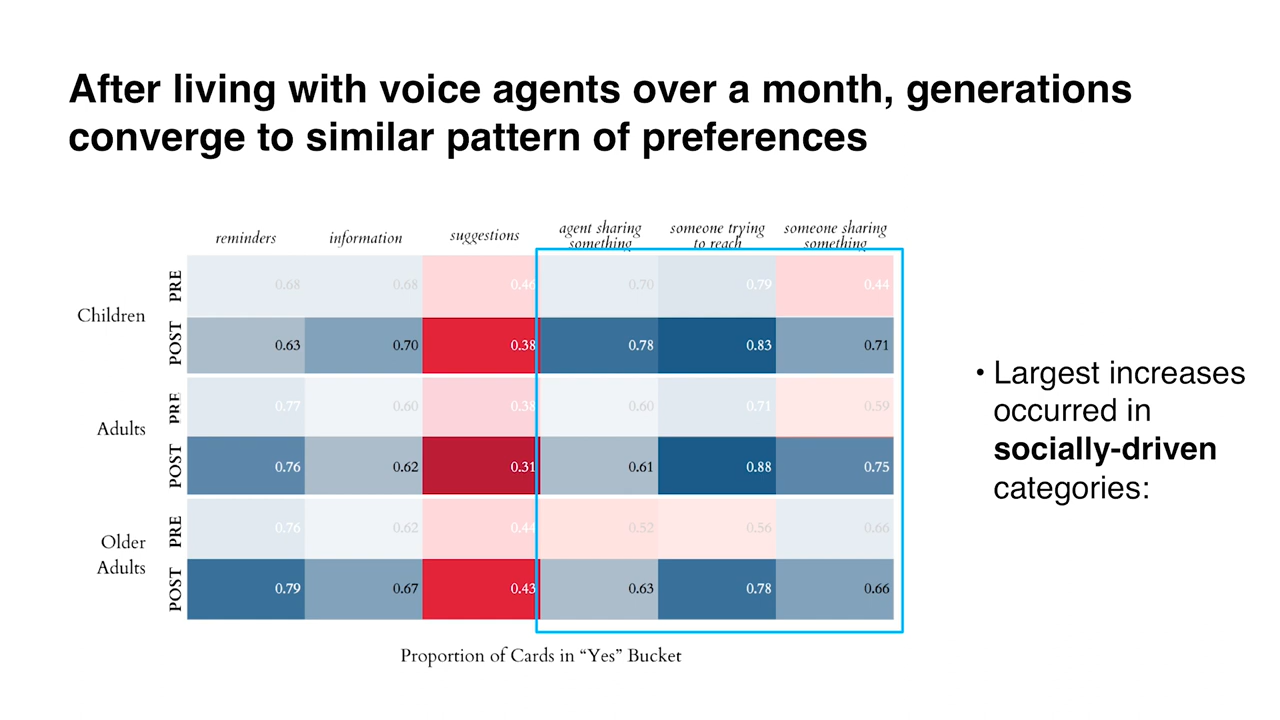 After living with voice agents over a month, generations
converge to similar pattern of preferences
reminders information suggestions agent sharing something someone trying to reach someone sharing something
Children
PRE 0.68 0.68 0.46 0.70 0.79 0.44
POST 0.63 0.70 0.38 0.78 0.83 0.71
Adults
PRE 0.77 0.60 0.38 0.60 0.71 0.59
POST 0.76 0.62 0.31 0.61 0.88 0.75
Older Adults
PRE 0.76 0.62 0.44 0.52 0.56 0.66
POST 0.79 0.67 0.43 0.63 0.78 0.66
Proportion of Cards in “Yes” Bucket
• Largest increases
occurred in
socially-driven
categories: